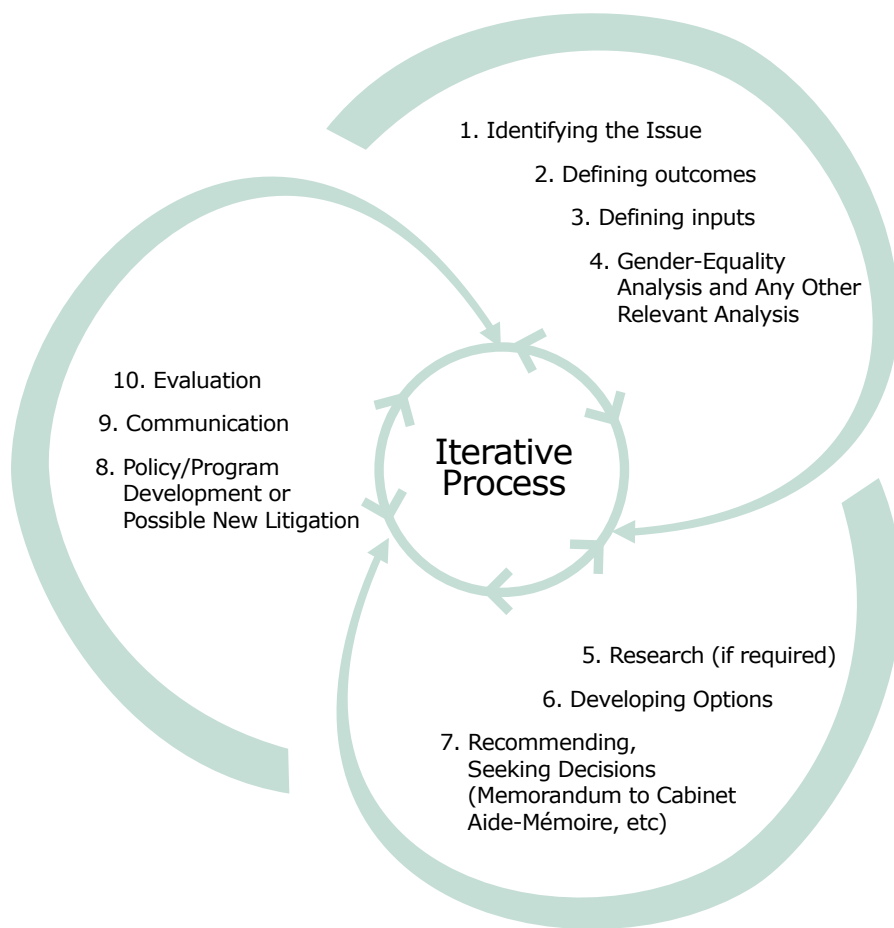 1. Identifying the Issue
2. Defining outcomes
3. Defining inputs
4. Gender-Equality
Analysis and Any Other
Relevant Analysis
10. Evaluation
9. Communication
8. Policy/Program
Development or
Possible New Litigation
Iterative
Process
5. Research (if required)
6. Developing Options
7. Recommending,
Seeking Decisions
(Memorandum to Cabinet
Aide-Mémoire, etc)